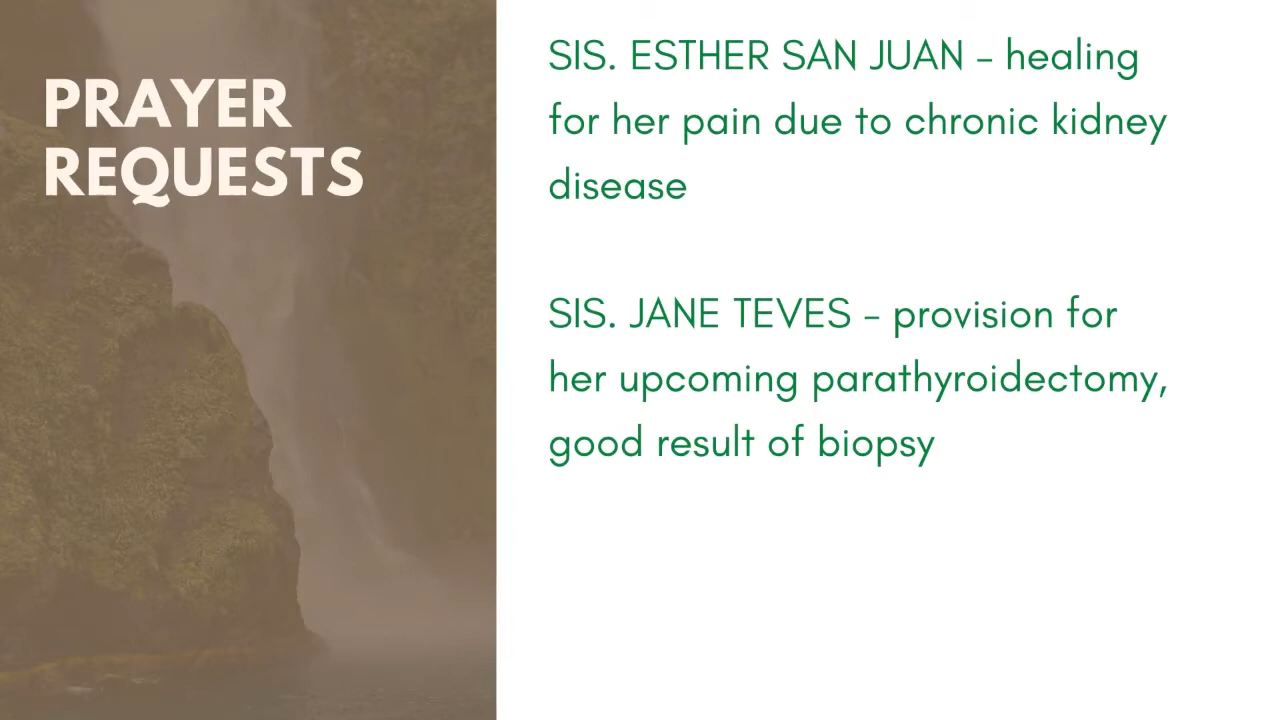 PRAYER
REQUESTS
SIS. ESTHER SAN JUAN – healing
for her pain due to chronic kidney
disease
SIS. JANE TEVES – provision for
her upcoming parathyroidectomy,
good result of biopsy